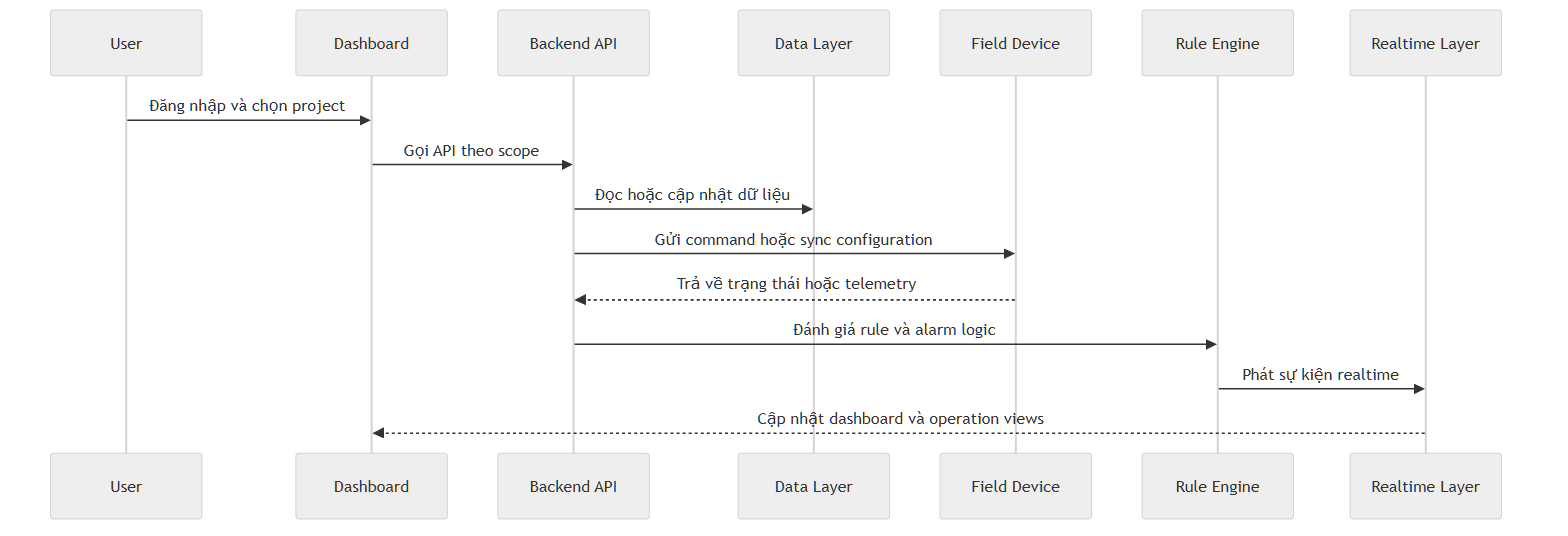 User
Dashboard
Backend API
Data Layer
Field Device
Rule Engine
Realtime Layer
Đăng nhập và chọn project
Gọi API theo scope
Đọc hoặc cập nhật dữ liệu
Gửi command hoặc sync configuration
Trả về trạng thái hoặc telemetry
Đánh giá rule và alarm logic
Phát sự kiện realtime
Cập nhật dashboard và operation views
User
Dashboard
Backend API
Data Layer
Field Device
Rule Engine
Realtime Layer